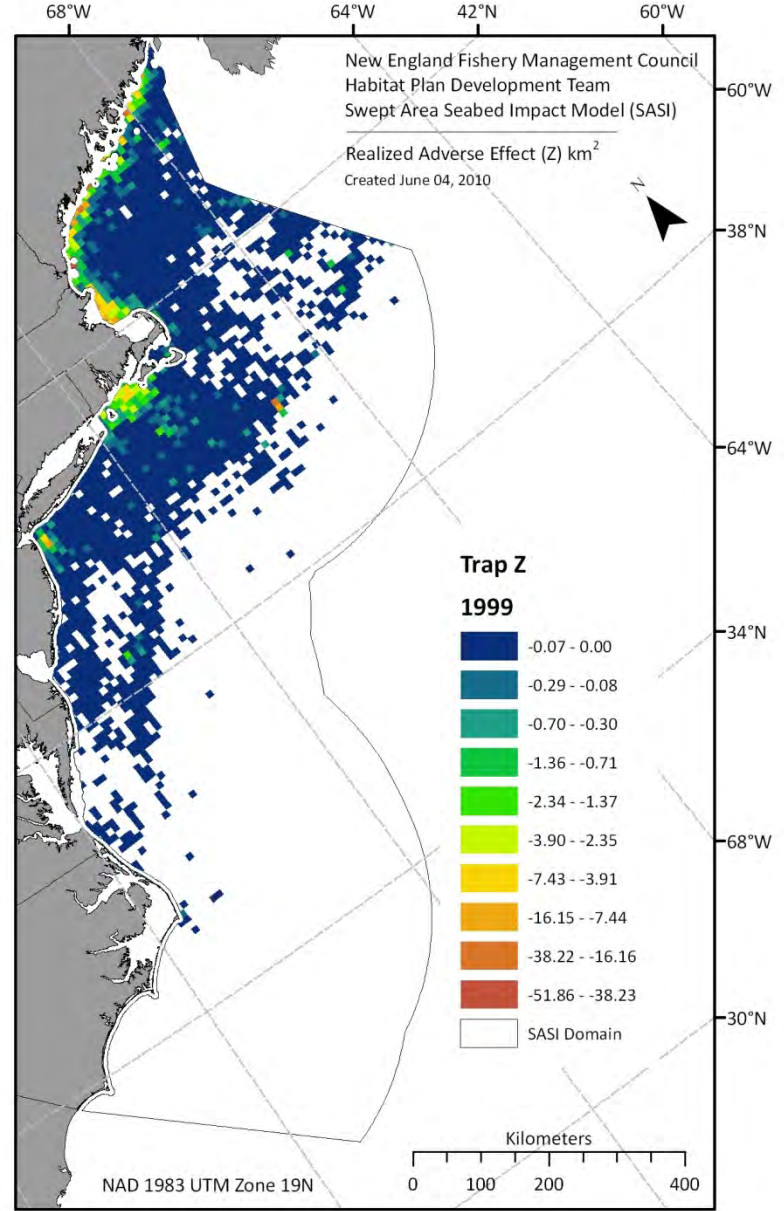 68°W
64°W
42°N
60°W
New England Fishery Management Council
Habitat Plan Development Team
Swept Area Seabed Impact Model (SASI)
Realized Adverse Effect (Z) km²
Created June 04, 2010
N
60°W
38°N
64°W
34°N
68°W
30°N
Trap Z
1999
-0.07 - 0.00
-0.29 - -0.08
-0.70 - -0.30
-1.36 - -0.71
-2.34 - -1.37
-3.90 - -2.35
-7.43 - -3.91
-16.15 - -7.44
-38.22 - -16.16
-51.86 - -38.23
SASI Domain
Kilometers
0 100 200 400
NAD 1983 UTM Zone 19N